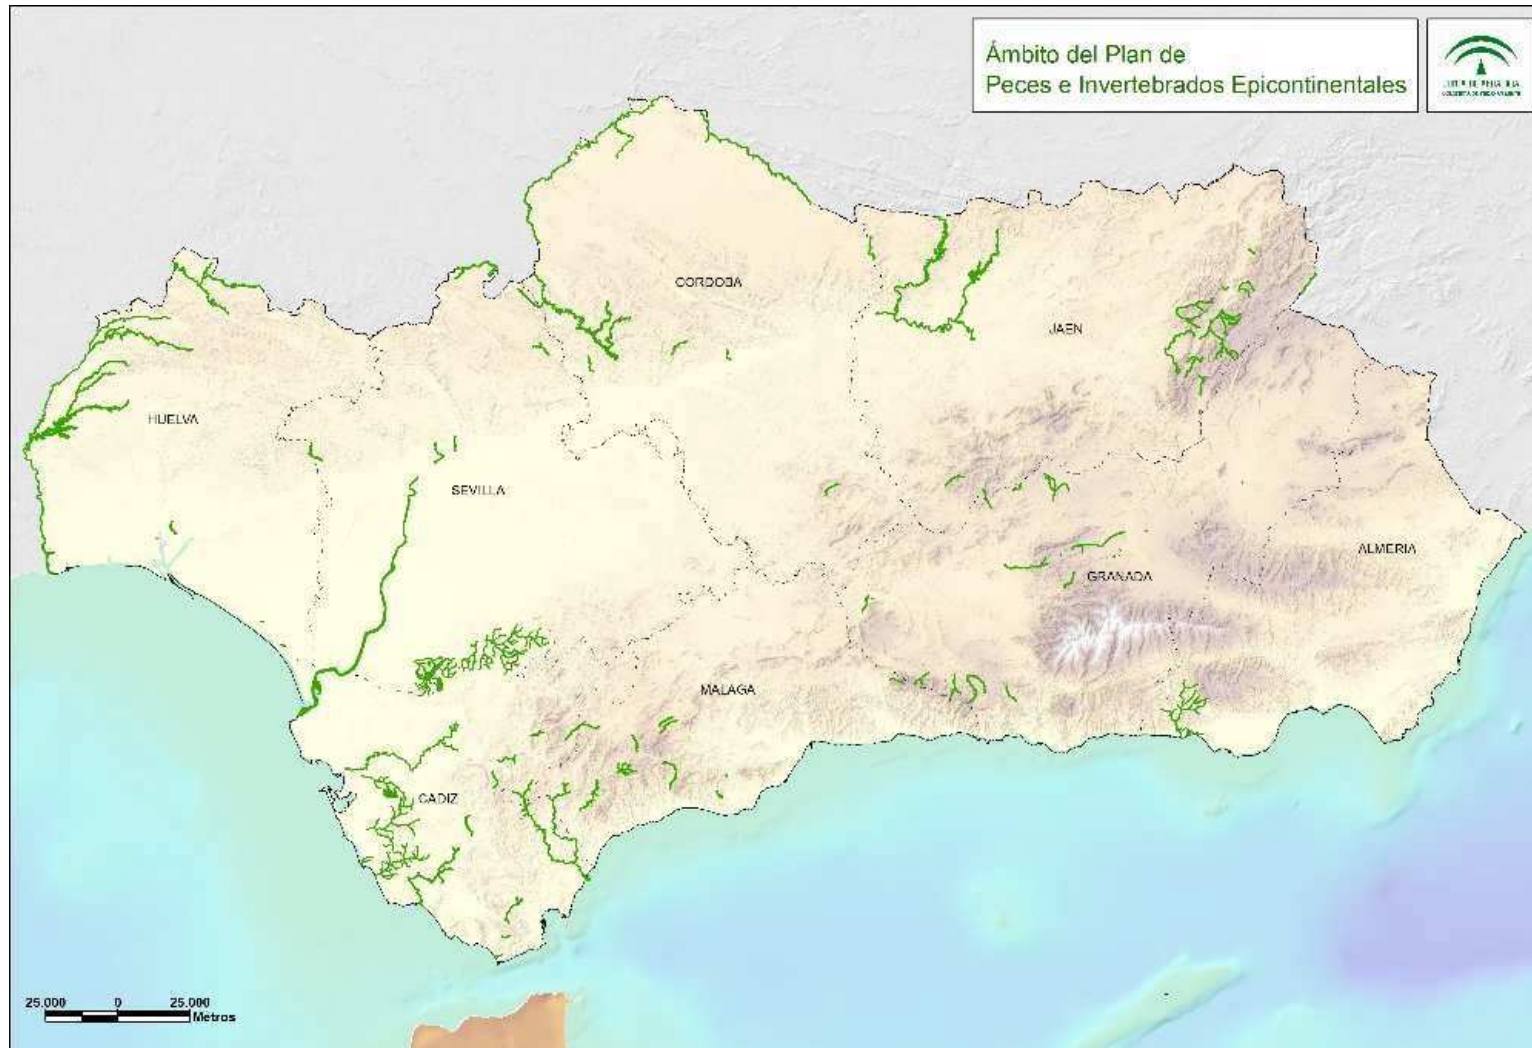 Ámbito del Plan de
Peces e Invertebrados Epicontinentales
CORDOBA
JAEN
HUELVA
SEVILLA
ALMERIA
GRANADA
MALAGA
CADIZ
25.000 0 25.000
Metros